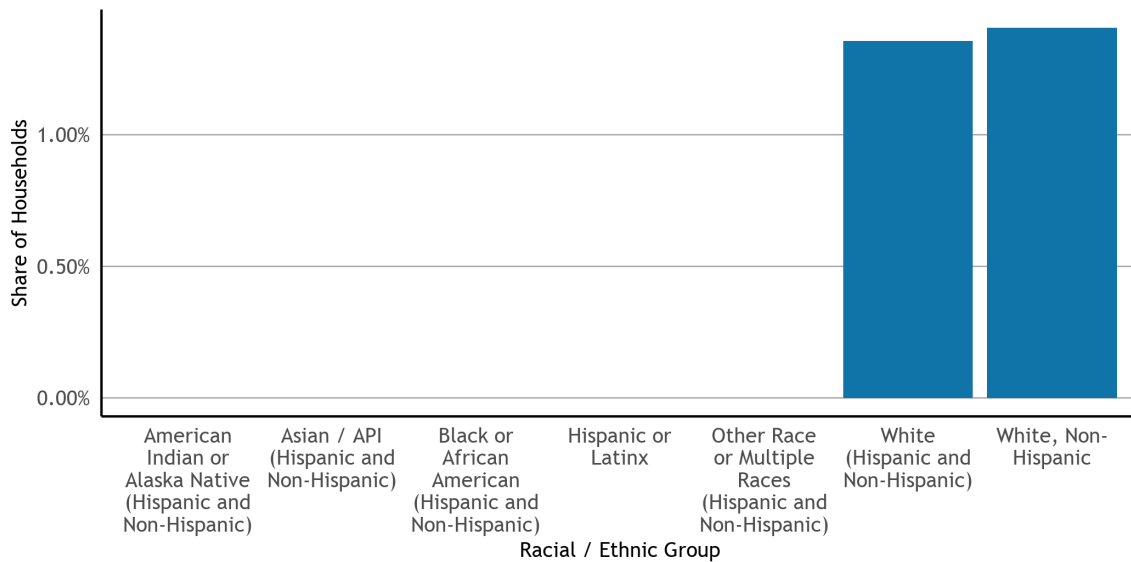 Share of Households
1.00%
0.50%
0.00%
American
Indian or
Alaska Native
(Hispanic and
Non-Hispanic)
Asian / API
(Hispanic and
Non-Hispanic)
Black or
African
American
(Hispanic and
Non-Hispanic)
Hispanic or
Latinx
Other Race
or Multiple
Races
(Hispanic and
Non-Hispanic)
White
(Hispanic and
Non-Hispanic)
White, Non-
Hispanic
Racial / Ethnic Group